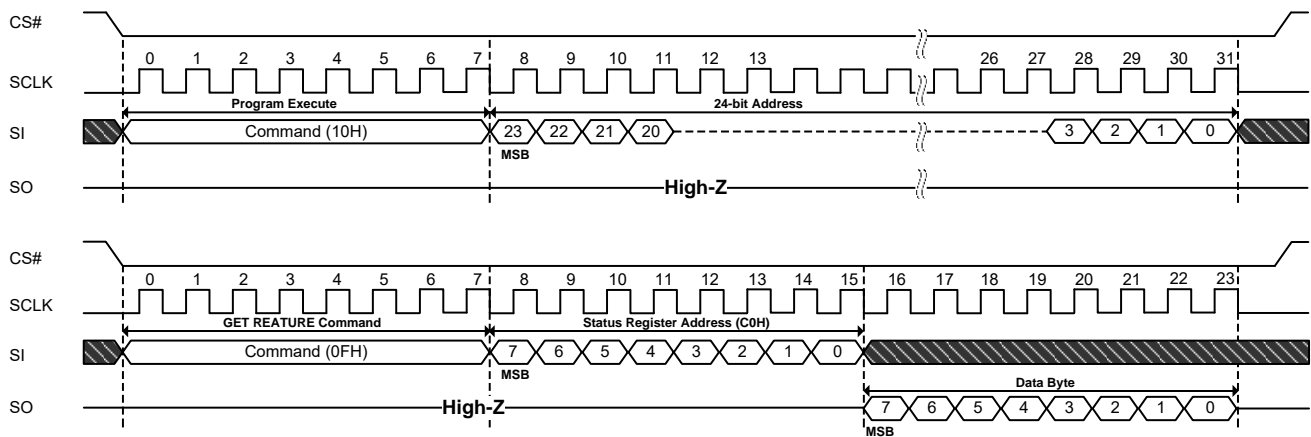 CS#
0 1 2 3 4 5 6 7 8 9 10 11 12 13 26 27 28 29 30 31
SCLK
Program Execute 24-bit Address
SI Command (10H) 23 22 21 20 3 2 1 0
MSB
SO High-Z
CS#
0 1 2 3 4 5 6 7 8 9 10 11 12 13 14 15 16 17 18 19 20 21 22 23
SCLK
GET REATURE Command Status Register Address (C0H)
SI Command (0FH) 7 6 5 4 3 2 1 0
MSB Data Byte
SO High-Z 7 6 5 4 3 2 1 0
MSB